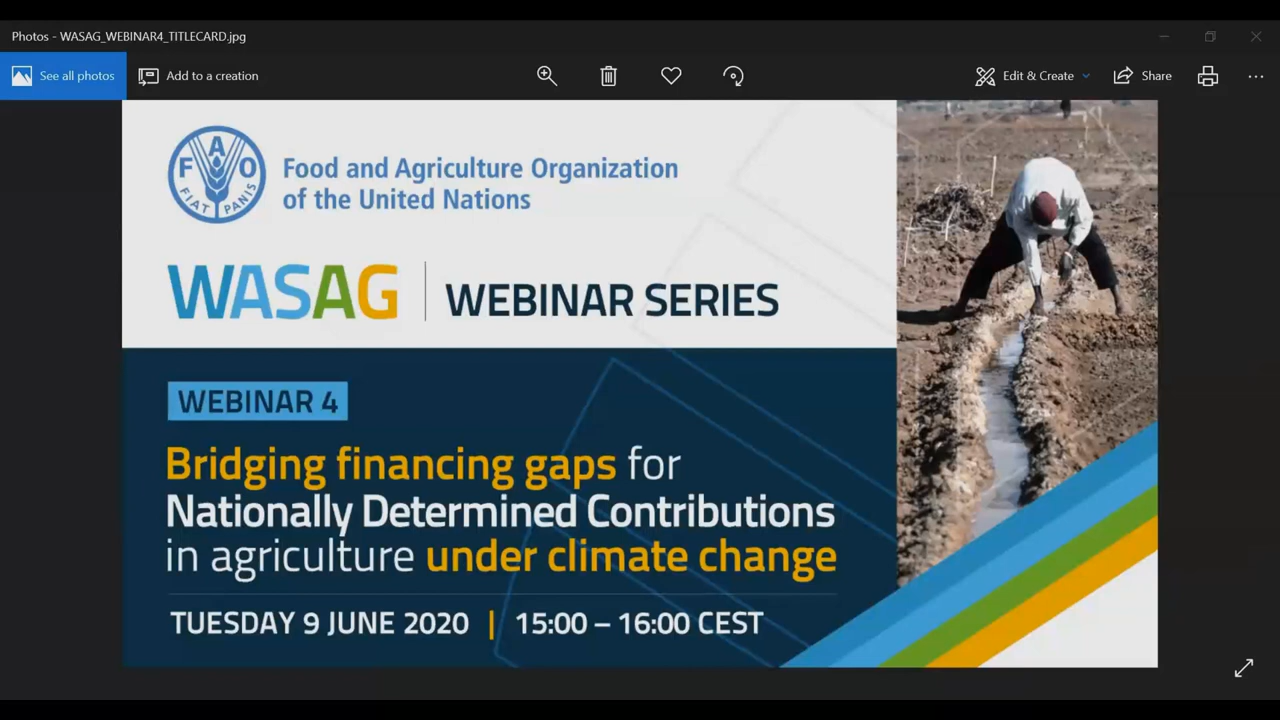 Photos - WASAG_WEBINAR4_TITLECARD.jpg
See all photos
Add to a creation
Edit & Create
Share
F A O
FIAT PANIS
Food and Agriculture Organization
of the United Nations
WASAG | WEBINAR SERIES
WEBINAR 4
Bridging financing gaps for
Nationally Determined Contributions
in agriculture under climate change
TUESDAY 9 JUNE 2020 | 15:00 – 16:00 CEST